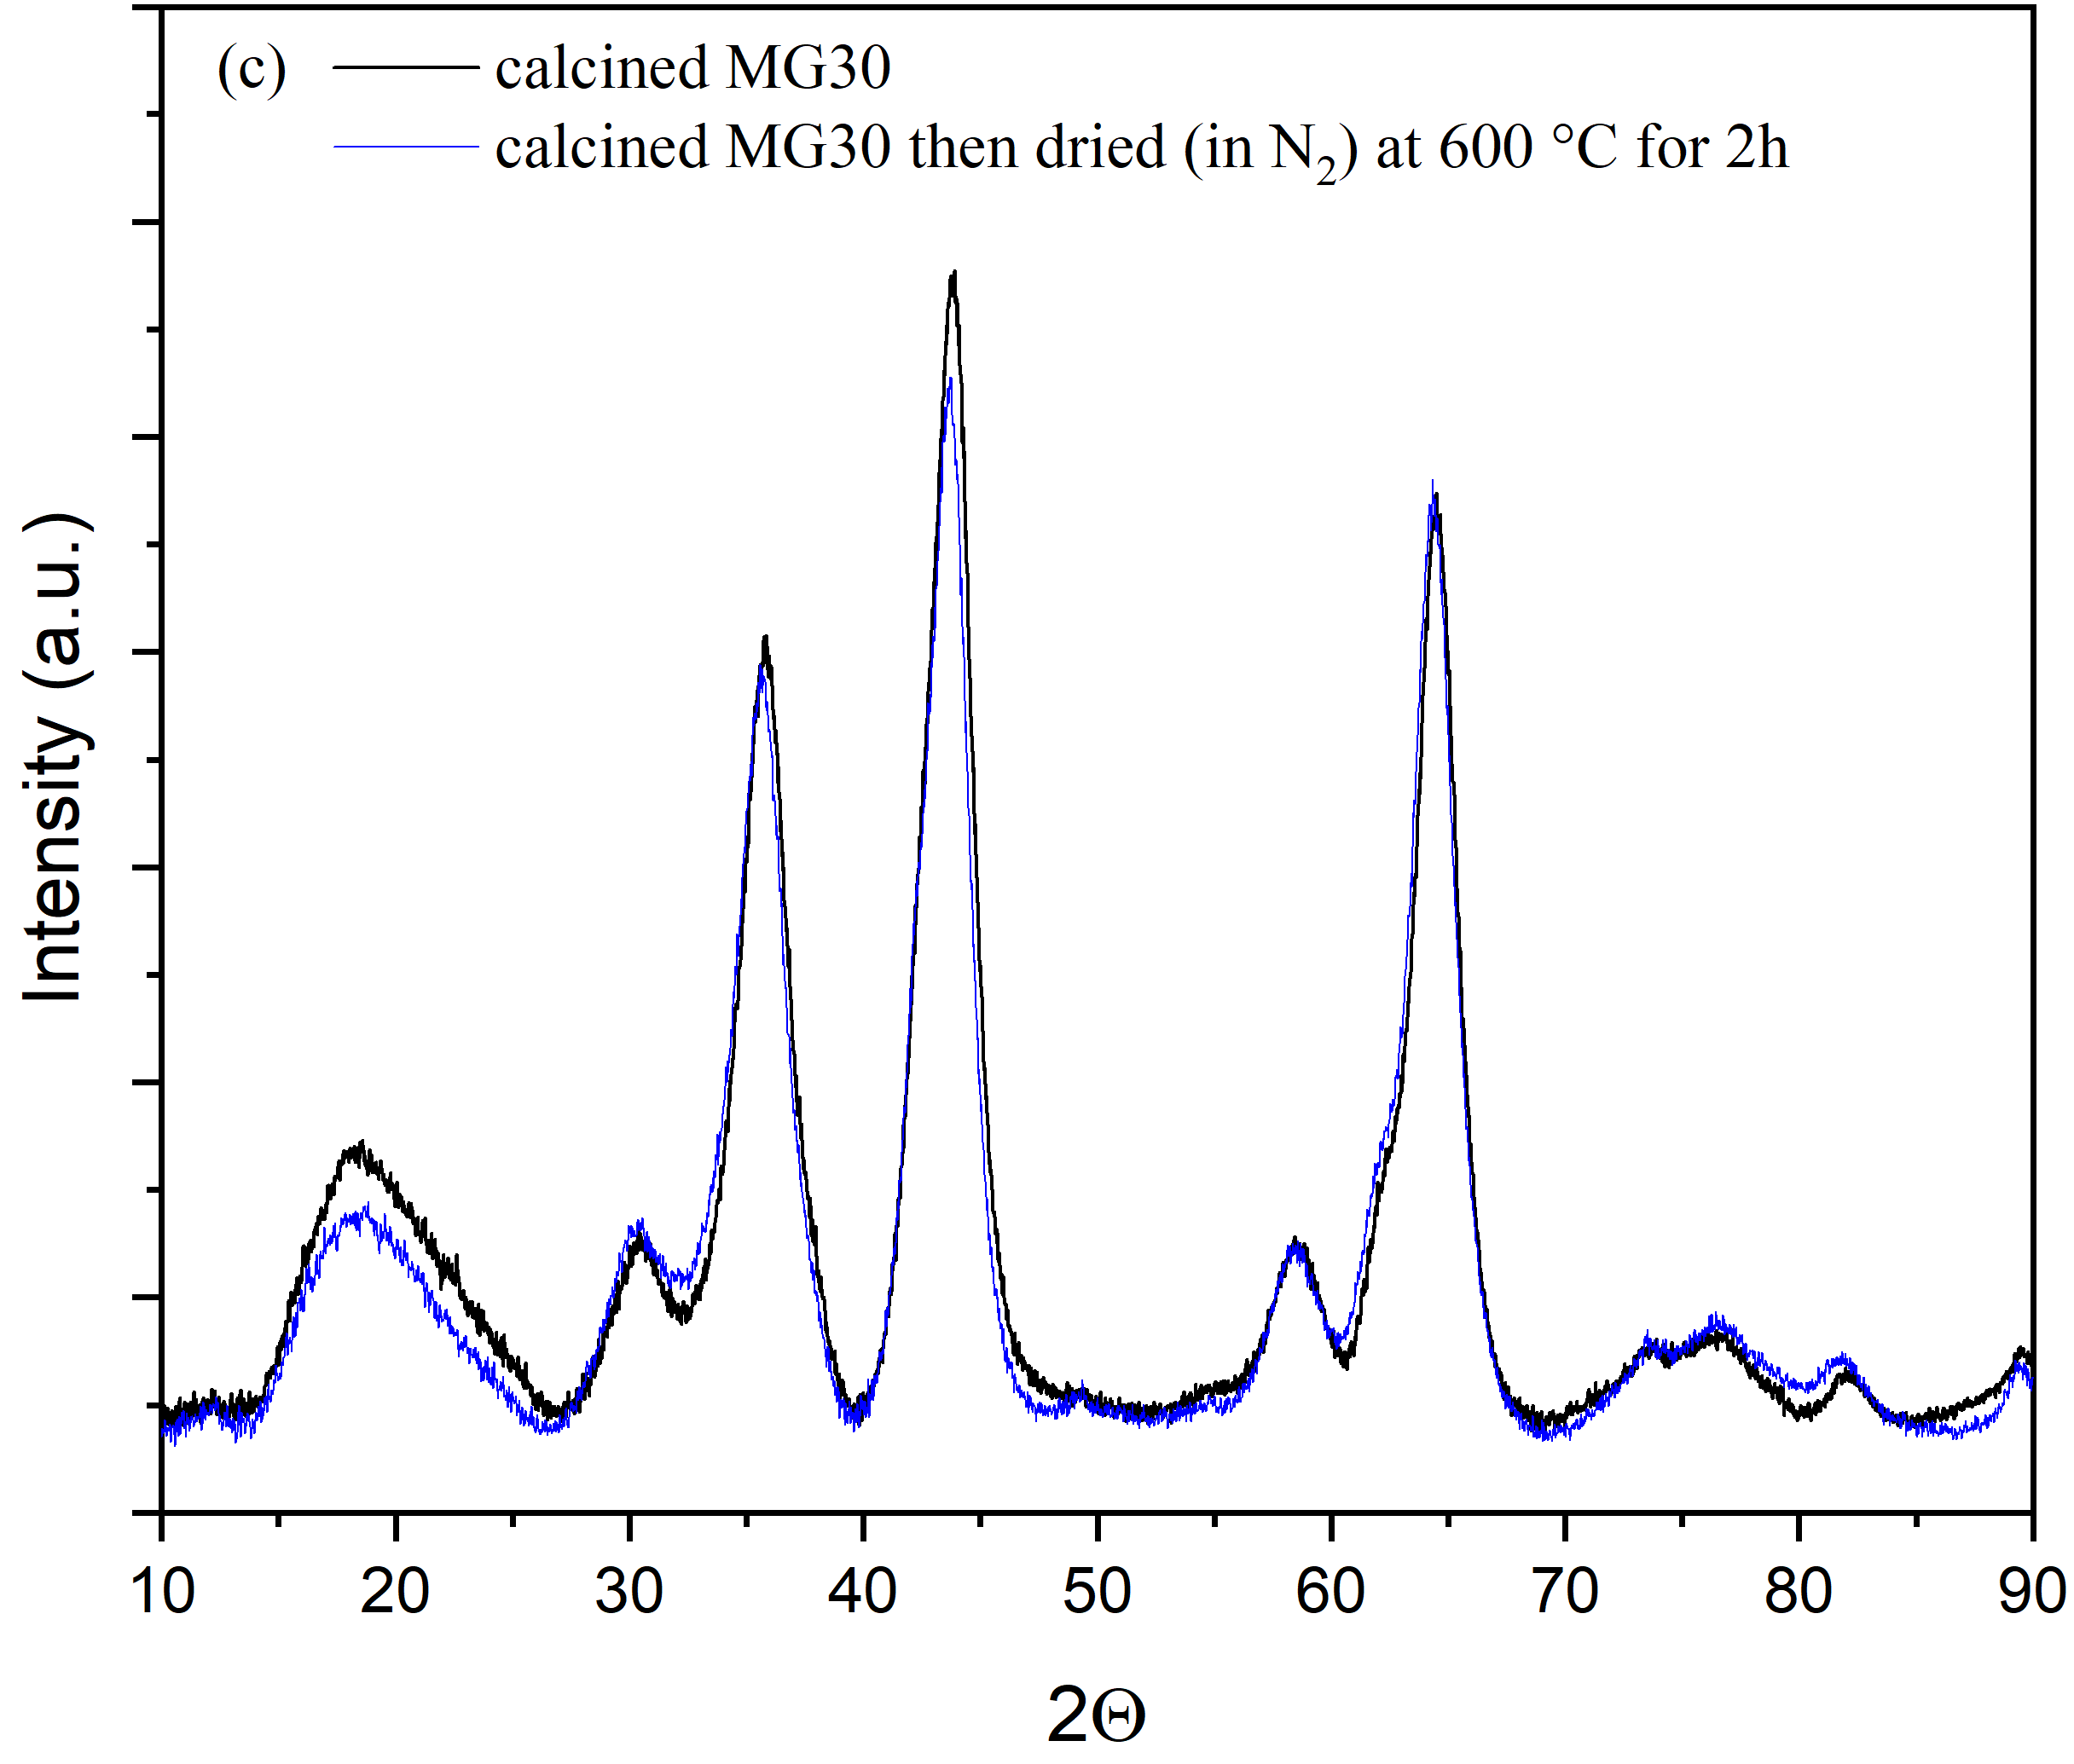 (c) calcined MG30
calcined MG30 then dried (in N₂) at 600 °C for 2h
Intensity (a.u.)
10 20 30 40 50 60 70 80 90
2Θ